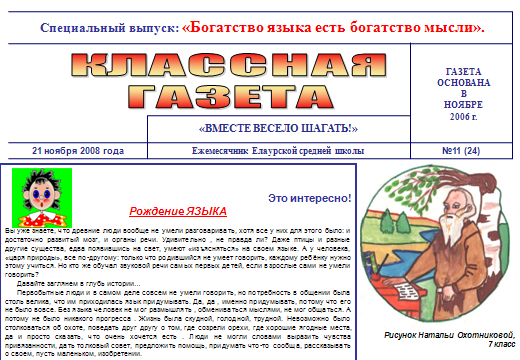 Специальный выпуск: «Богатство языка есть богатство мысли».
КЛАССНАЯ
ГАЗЕТА
ГАЗЕТА
ОСНОВАНА
В
НОЯБРЕ
2006 г.
«ВМЕСТЕ ВЕСЕЛО ШАГАТЬ!»
21 ноября 2008 года
Ежемесячник Елаурской средней школы
№11 (24)
Это интересно!
Рождение ЯЗЫКА
Вы уже знаете, что древние люди вообще не умели разговаривать, хотя все у них для этого было: и
достаточно развитый мозг, и органы речи. Удивительно , не правда ли? Даже птицы и разные
другие существа, едва появившись на свет, умеют «изъясняться» на своем языке. А у человека,
«царя природы», все по-другому: только что родившийся не умеет говорить, каждому ребёнку нужно
этому учиться. Но кто же обучал звуковой речи самых первых детей, если взрослые сами не умели
говорить?
Давайте заглянем в глубь истории...
Первобытные люди и в самом деле совсем не умели говорить, но потребность в общении была
столь велика, что им приходилась язык придумывать. Да, да , именно придумывать, потому что его
не было вовсе. Без языка человек не мог размышлять , обмениваться мыслями, не мог общаться. А
потому не было никакого прогресса . Жизнь была скудной, голодной, трудной. Невозможно было
столковаться об охоте, поведать друг другу о том, где созрели орехи, где хорошие ягодные места,
да и просто сказать, что очень хочется есть . Люди не могли словами выразить чувства
привязанности, дать толковый совет, предложить помощь, придумать что-то сообща, рассказывать
о своем, пусть маленьком, изобретении.
Рисунок Натальи Охотниковой,
7 класс